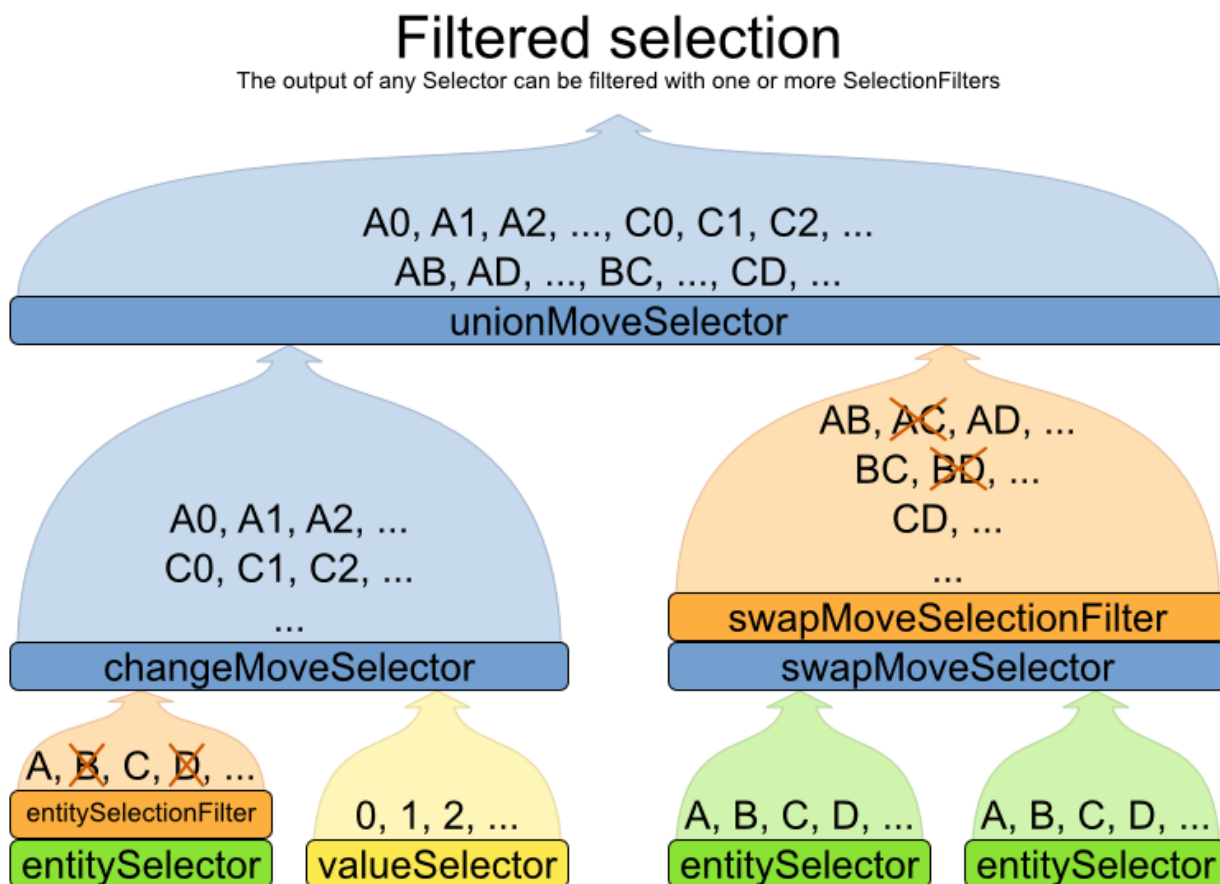 Filtered selection
The output of any Selector can be filtered with one or more SelectionFilters
A0, A1, A2, ..., C0, C1, C2, ...
AB, AD, ..., BC, ..., CD, ...
unionMoveSelector
AB, AC, AD, ...
BC, BD, ...
CD, ...
...
A0, A1, A2, ...
C0, C1, C2, ...
...
swapMoveSelectionFilter
changeMoveSelector
swapMoveSelector
A, B, C, D, ...
entitySelectionFilter
entitySelector
0, 1, 2, ...
valueSelector
A, B, C, D, ...
entitySelector
A, B, C, D, ...
entitySelector